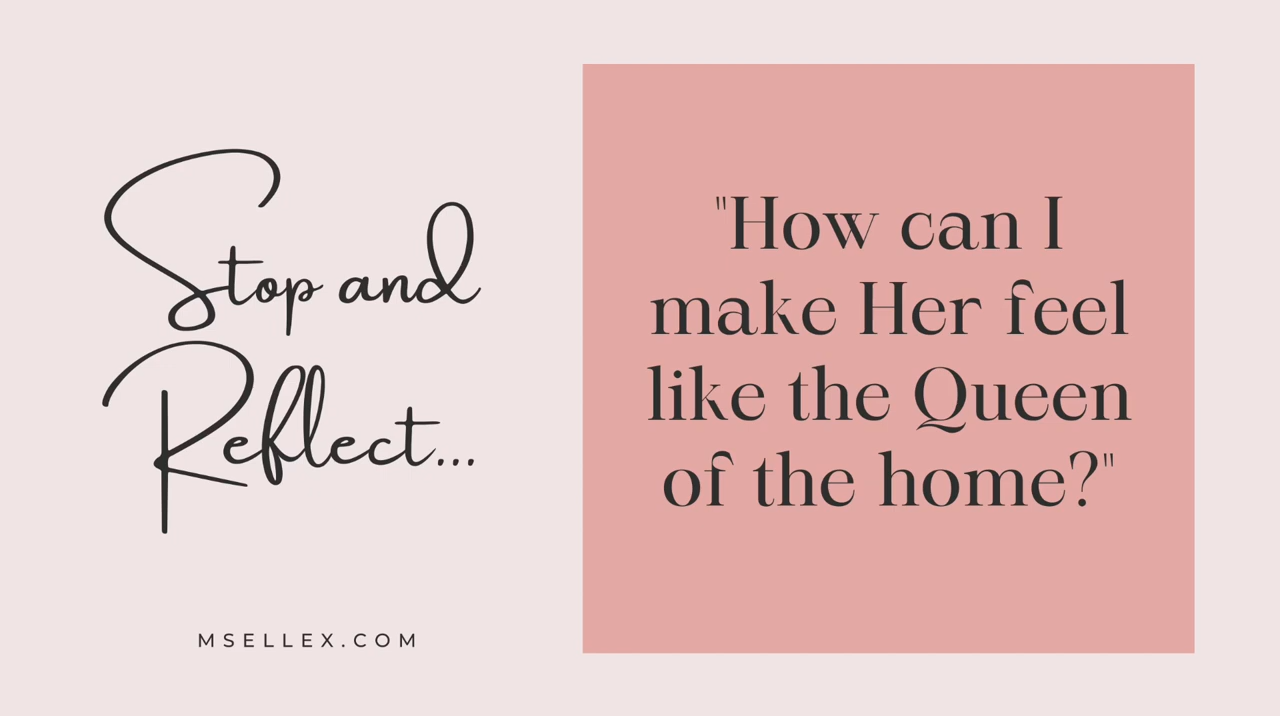 Stop and
Reflect...
MSELLEX.COM
"How can I
make Her feel
like the Queen
of the home?"